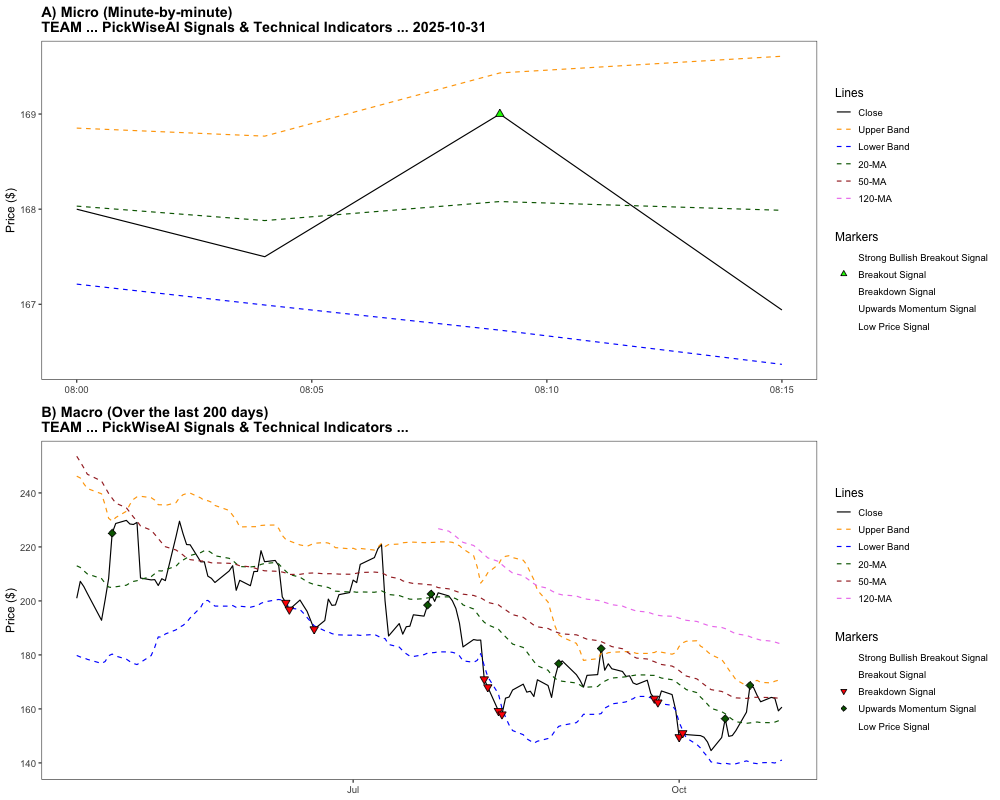 A) Micro (Minute-by-minute)
TEAM ... PickWiseAI Signals & Technical Indicators ... 2025-10-31
Price ($)
169
168
167
08:00 08:05 08:10 08:15
Lines
Close
Upper Band
Lower Band
20-MA
50-MA
120-MA
Markers
Strong Bullish Breakout Signal
Breakout Signal
Breakdown Signal
Upwards Momentum Signal
Low Price Signal
B) Macro (Over the last 200 days)
TEAM ... PickWiseAI Signals & Technical Indicators ...
Price ($)
240
220
200
180
160
140
Jul Oct
Lines
Close
Upper Band
Lower Band
20-MA
50-MA
120-MA
Markers
Strong Bullish Breakout Signal
Breakout Signal
Breakdown Signal
Upwards Momentum Signal
Low Price Signal